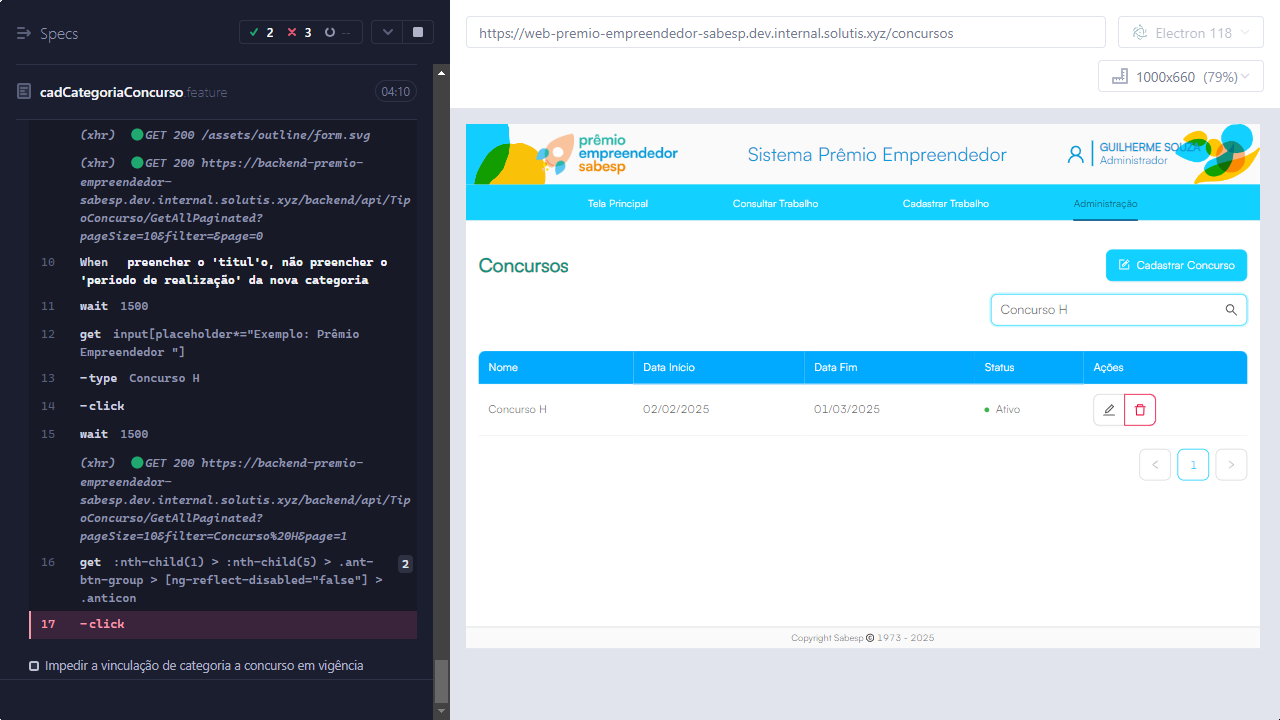 Specs
2
3
--
https://web-premio-empreendedor-sabesp.dev.internal.solutis.xyz/concursos
Electron 118
1000x660 (79%)
cadCategoriaConcurso feature
04:10
(xhr) GET 200 /assets/outline/form.svg
(xhr) GET 200 https://backend-premio-
empreendedor-
sabesp.dev.internal.solutis.xyz/backend/api/Tip
oConcurso/GetAllPaginated?
pageSize=10&filter=&page=0
10 When preencher o 'titul'o, não preencher o
'periodo de realização' da nova categoria
11 wait 1500
12 get input[placeholder*="Exemplo: Prêmio
Empreendedor "]
13 -type Concurso H
14 -click
15 wait 1500
(xhr) GET 200 https://backend-premio-
empreendedor-
sabesp.dev.internal.solutis.xyz/backend/api/Tip
oConcurso/GetAllPaginated?
pageSize=10&filter=Concurso%20H&page=1
16 get :nth-child(1) > :nth-child(5) > .ant-
btn-group > [ng-reflect-disabled="false"] >
.anticon
2
17 -click
Impedir a vinculação de categoria a concurso em vigência
prêmio
empreendedor
sabesp
Sistema Prêmio Empreendedor
GUILHERME SOUZA
Administrador
Tela Principal
Consultar Trabalho
Cadastrar Trabalho
Administração
Concursos
Cadastrar Concurso
Concurso H
Nome Data Início Data Fim Status Ações
Concurso H 02/02/2025 01/03/2025 Ativo
< 1 >
Copyright Sabesp © 1973 - 2025